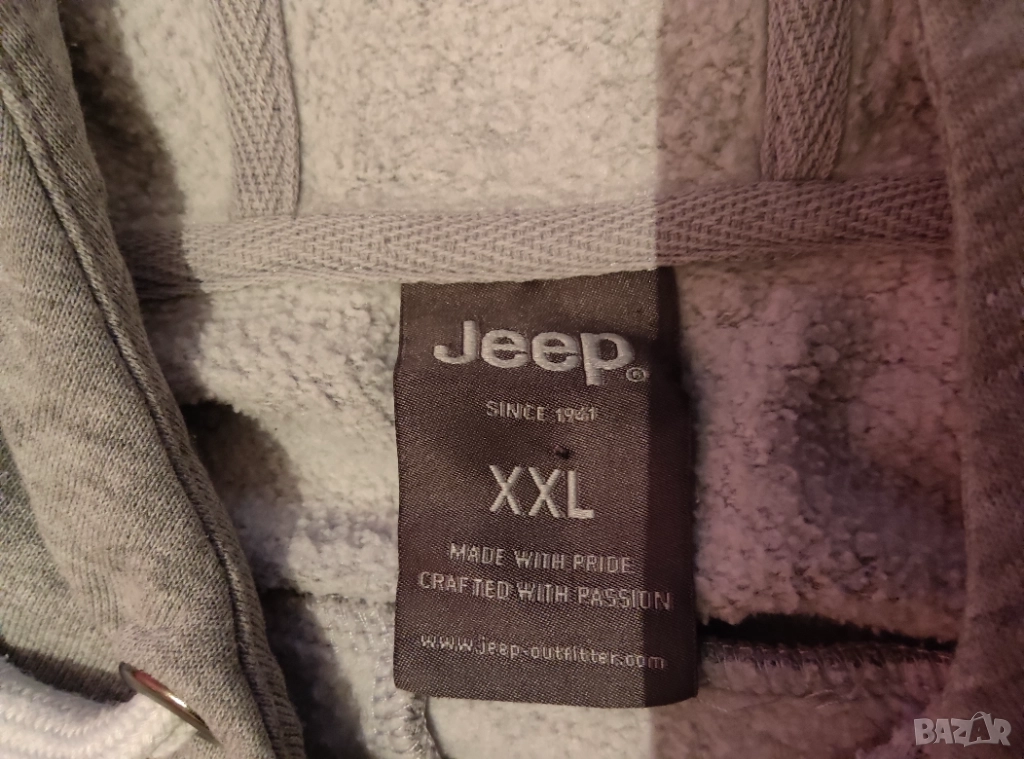 Jeep®
SINCE 1941
XXL
MADE WITH PRIDE
CRAFTED WITH PASSION
www.jeep-outfitter.com
BAZAR